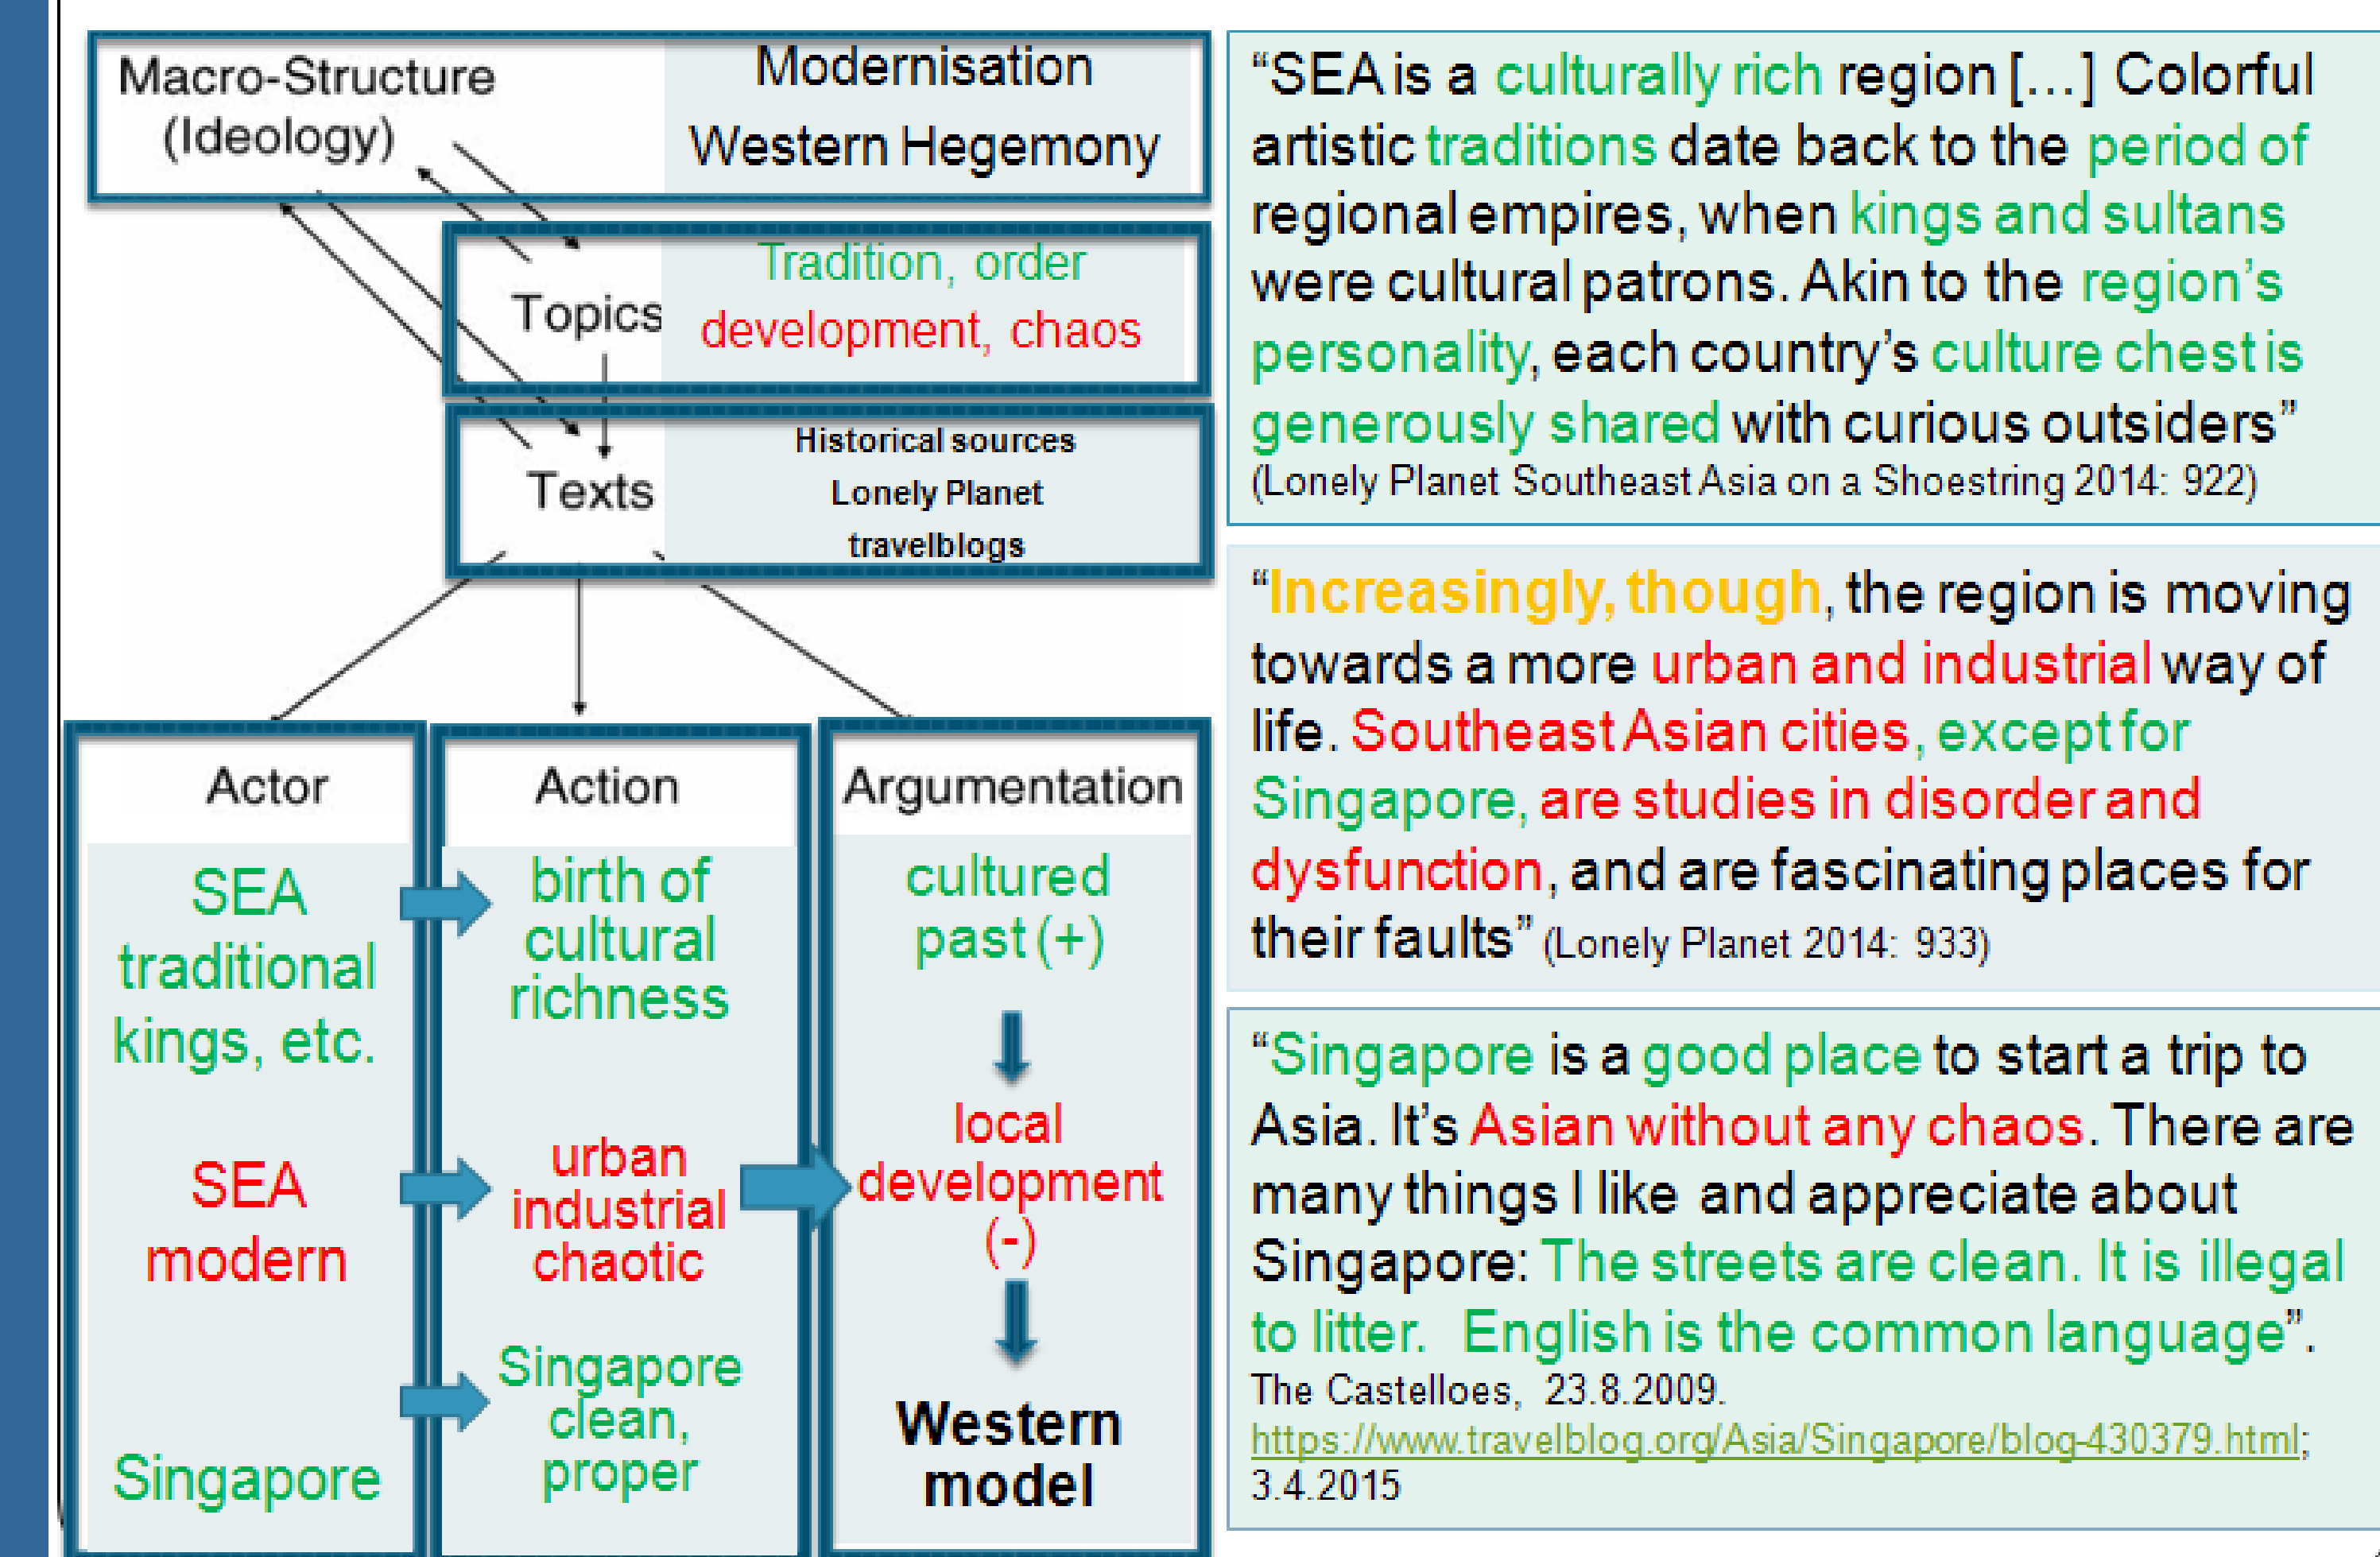 Macro-Structure
(Ideology)
Modernisation
Western Hegemony
Topics
Tradition, order
development, chaos
Texts
Historical sources
Lonely Planet
travelblogs
Actor
SEA
traditional
kings, etc.
SEA
modern
Singapore
Action
birth of
cultural
richness
urban
industrial
chaotic
Singapore
clean,
proper
Argumentation
cultured
past (+)
local
development
(-)
Western
model
“SEA is a culturally rich region [...] Colorful
artistic traditions date back to the period of
regional empires, when kings and sultans
were cultural patrons. Akin to the region’s
personality, each country’s culture chest is
generously shared with curious outsiders”
(Lonely Planet Southeast Asia on a Shoestring 2014: 922)
“Increasingly, though, the region is moving
towards a more urban and industrial way of
life. Southeast Asian cities, except for
Singapore, are studies in disorder and
dysfunction, and are fascinating places for
their faults” (Lonely Planet 2014: 933)
“Singapore is a good place to start a trip to
Asia. It’s Asian without any chaos. There are
many things I like and appreciate about
Singapore: The streets are clean. It is illegal
to litter. English is the common language”.
The Castelloes, 23.8.2009.
https://www.travelblog.org/Asia/Singapore/blog-430379.html;
3.4.2015